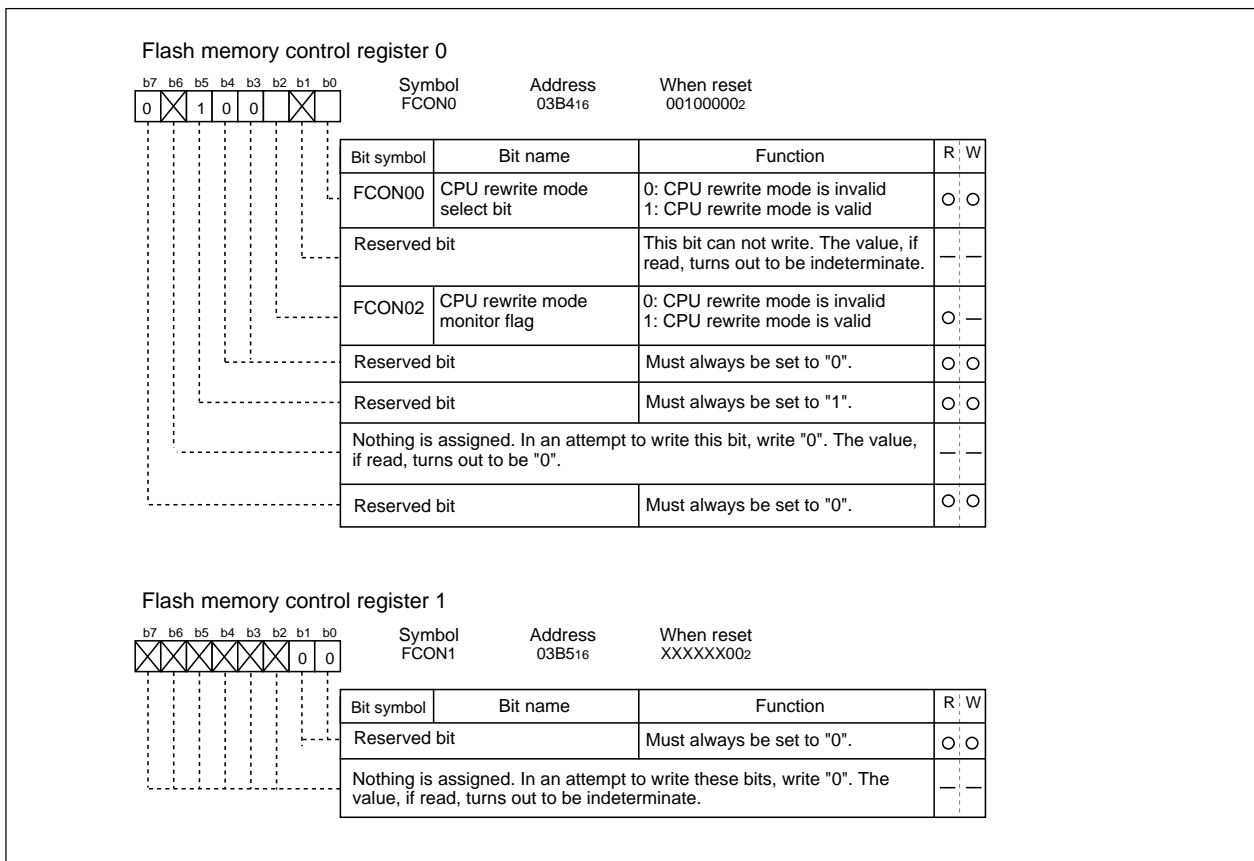 Flash memory control register 0
b7 b6 b5 b4 b3 b2 b1 b0
Symbol Address When reset
FCON0 03B416 001000002
0 1 0 0
Bit symbol Bit name Function R W
FCON00 CPU rewrite mode select bit 0: CPU rewrite mode is invalid
1: CPU rewrite mode is valid
Reserved bit This bit can not write. The value, if
read, turns out to be indeterminate.
FCON02 CPU rewrite mode monitor flag 0: CPU rewrite mode is invalid
1: CPU rewrite mode is valid
Reserved bit Must always be set to "0".
Reserved bit Must always be set to "1".
Nothing is assigned. In an attempt to write this bit, write "0". The value,
if read, turns out to be "0".
Reserved bit Must always be set to "0".
Flash memory control register 1
b7 b6 b5 b4 b3 b2 b1 b0
Symbol Address When reset
FCON1 03B516 XXXXXX002
0 0
Bit symbol Bit name Function R W
Reserved bit Must always be set to "0".
Nothing is assigned. In an attempt to write these bits, write "0". The
value, if read, turns out to be indeterminate.